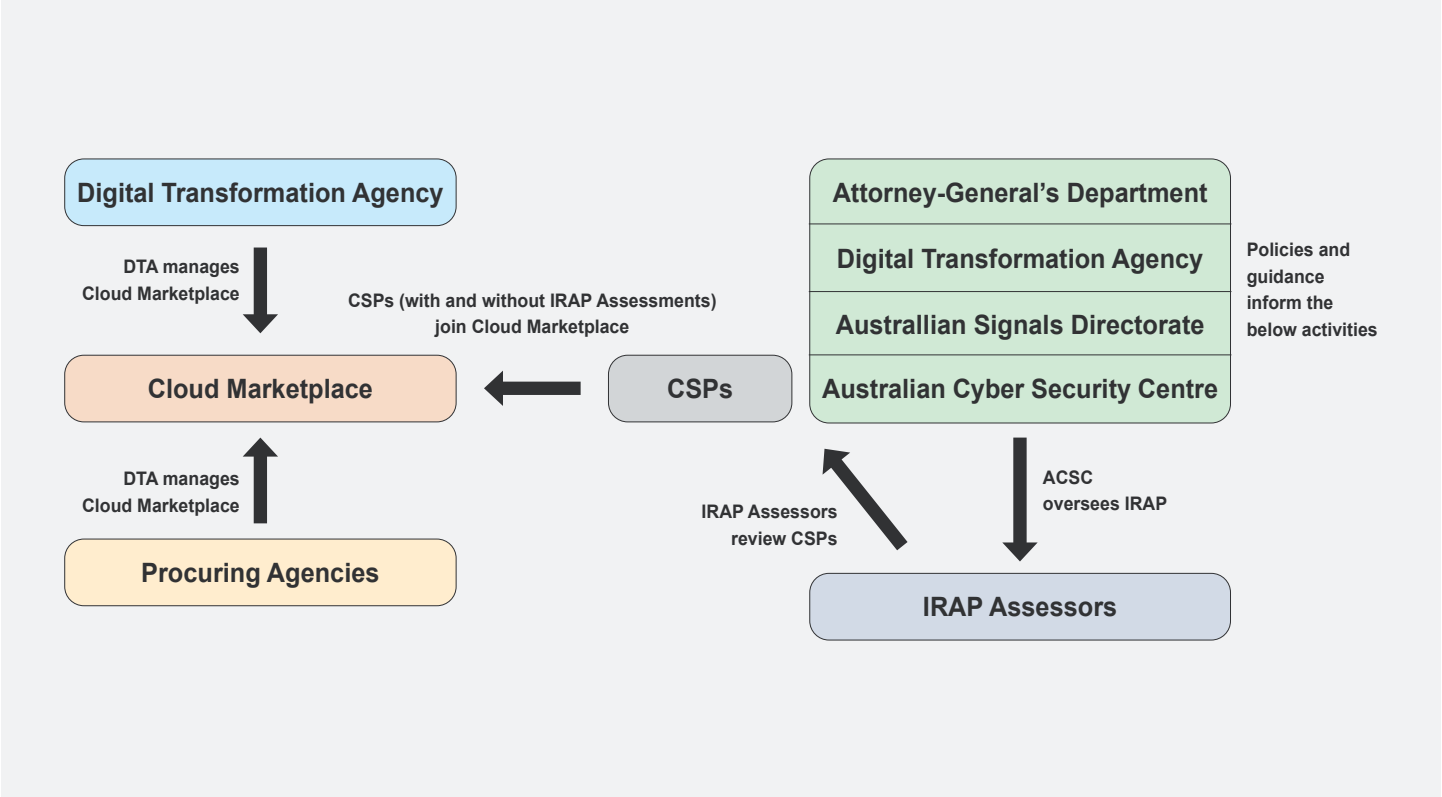 Digital Transformation Agency
DTA manages
Cloud Marketplace
Cloud Marketplace
DTA manages
Cloud Marketplace
Procuring Agencies
CSPs (with and without IRAP Assessments)
join Cloud Marketplace
CSPs
Attorney-General’s Department
Digital Transformation Agency
Australlian Signals Directorate
Australian Cyber Security Centre
Policies and
guidance
inform the
below activities
ACSC
oversees IRAP
IRAP Assessors
review CSPs
IRAP Assessors